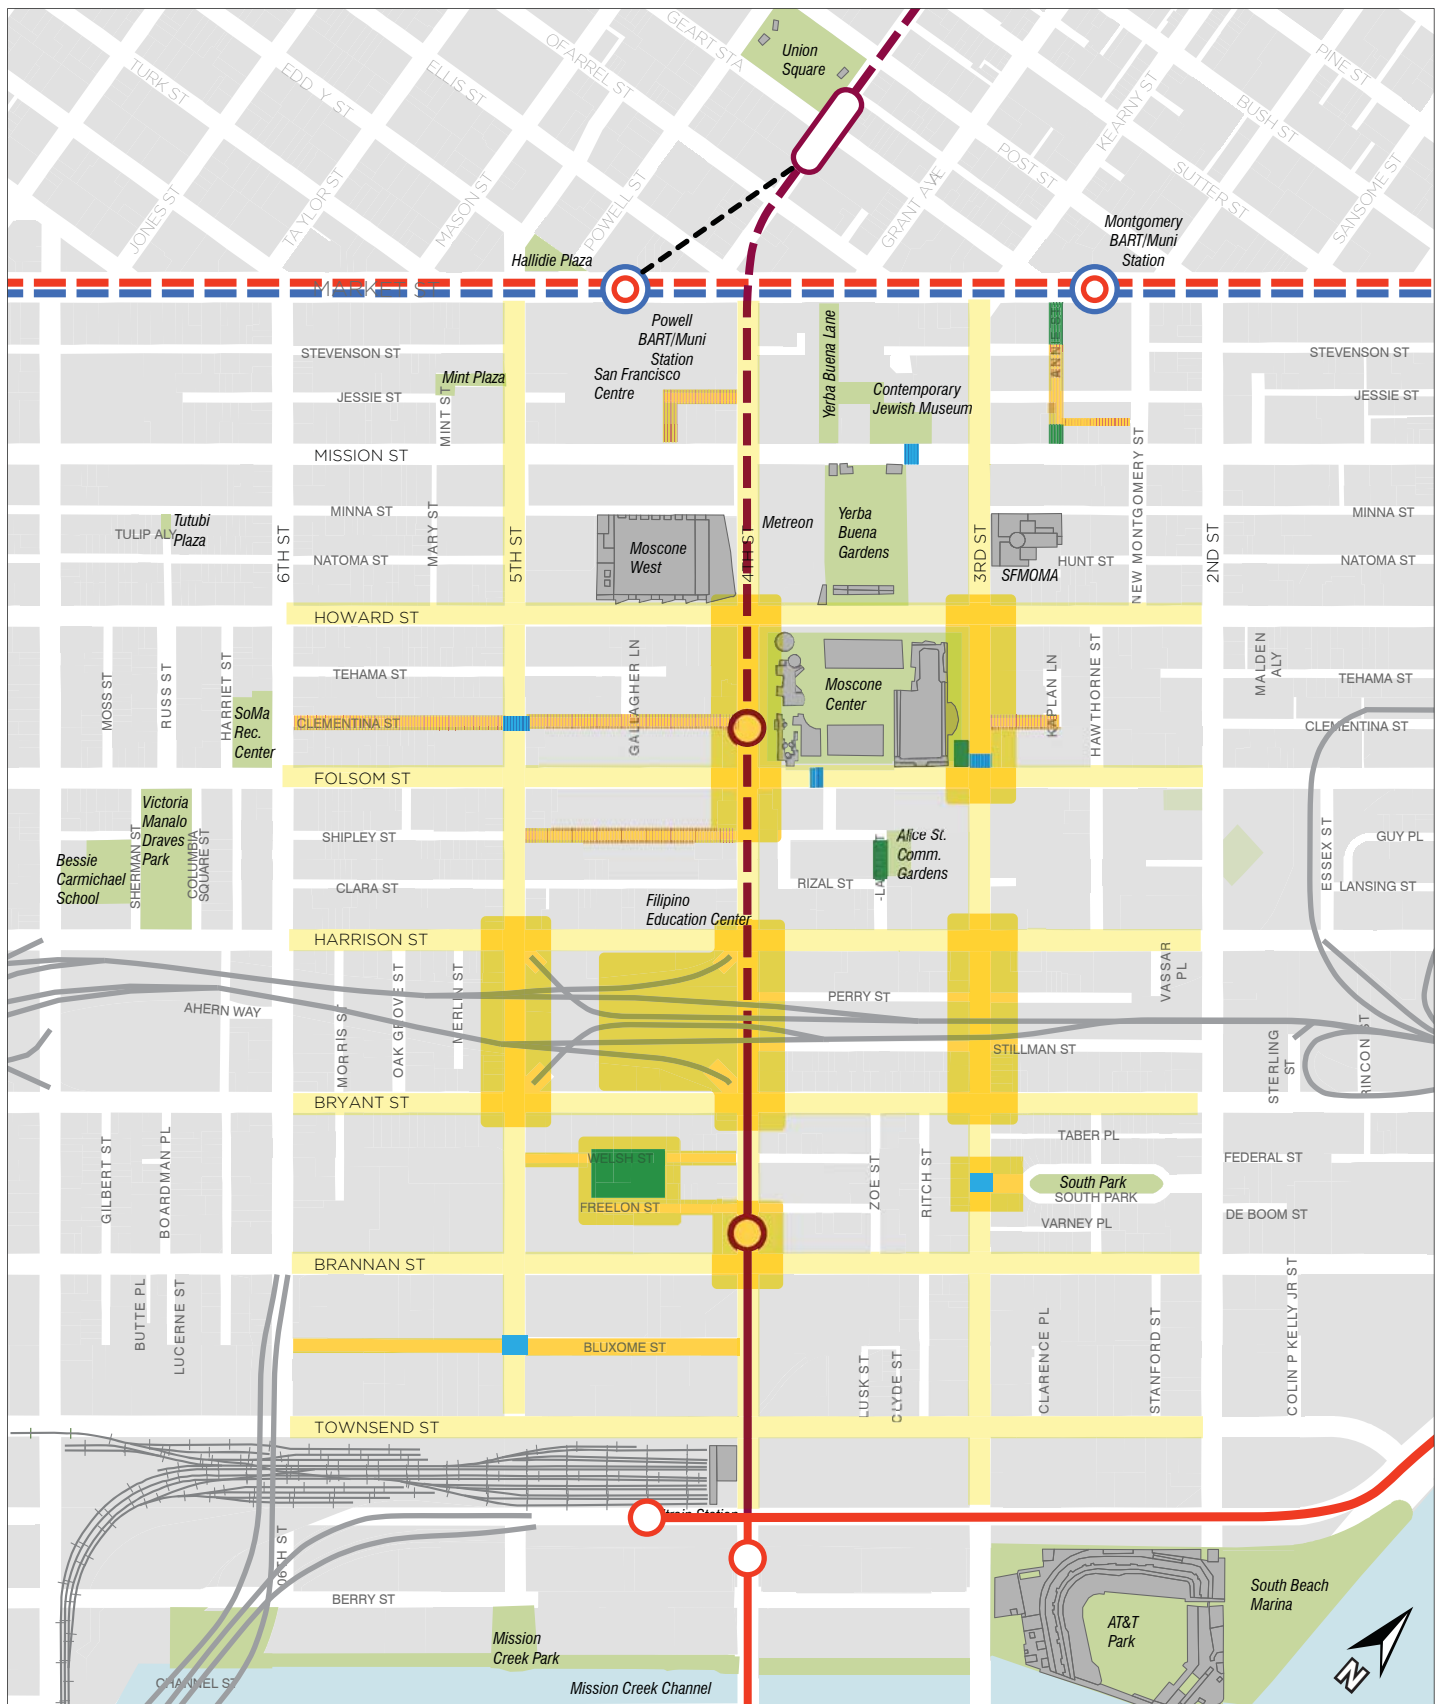 GEART STA
OFARREL ST
Union
Square
PINE ST
TURK ST
EDD Y ST
ELLIS ST
KEARNY ST
BUSH ST
POST ST
SUTTER ST
SANSOME ST
GRANT AVE
JONES ST
TAYLOR ST
MASON ST
POWELL ST
Hallidie Plaza
Montgomery
BART/Muni
Station
MARKET ST
Powell
BART/Muni
Station
San Francisco
Centre
Yerba Buena Lane
Contemporary
Jewish Museum
STEVENSON ST
STEVENSON ST
Mint Plaza
JESSIE ST
JESSIE ST
MINT ST
MISSION ST
NEW MONTGOMERY ST
MINNA ST
MINNA ST
Tutubi
Plaza
TULIP ALY
NATOMA ST
NATOMA ST
6TH ST
MARY ST
5TH ST
Moscone
West
4TH ST
Metreon
Yerba
Buena
Gardens
3RD ST
SFMOMA
HUNT ST
2ND ST
HOWARD ST
TEHAMA ST
TEHAMA ST
MOSS ST
RUSS ST
HARRIET ST
SoMa
Rec.
Center
CLEMENTINA ST
CLEMENTINA ST
GALLAGHER LN
Moscone
Center
KAPLAN LN
HAWTHORNE ST
MALDEN
ALY
FOLSOM ST
Victoria
Manalo
Draves
Park
Bessie
Carmichael
School
SHERMAN ST
COLUMBIA
SQUARE ST
SHIPLEY ST
Alice St.
Comm.
Gardens
ESSEX ST
GUY PL
CLARA ST
RIZAL ST
LANSING ST
Filipino
Education Center
HARRISON ST
VASSAR
PL
PERRY ST
AHERN WAY
MORRIS ST
OAK GROVE ST
MERLIN ST
STILLMAN ST
STERLING
ST
RINCON ST
BRYANT ST
TABER PL
GILBERT ST
BOARDMAN PL
WELSH ST
FREELON ST
ZOE ST
RITCH ST
South Park
SOUTH PARK
VARNEY PL
FEDERAL ST
DE BOOM ST
BRANNAN ST
BUTTE PL
LUCERNE ST
BLUXOME ST
LUSK ST
CLYDE ST
CLARENCE PL
STANFORD ST
COLIN P KELLY JR ST
TOWNSEND ST
Station
06TH ST
BERRY ST
South Beach
Marina
AT&T
Park
Mission
Creek Park
CHANNEL ST
Mission Creek Channel
N